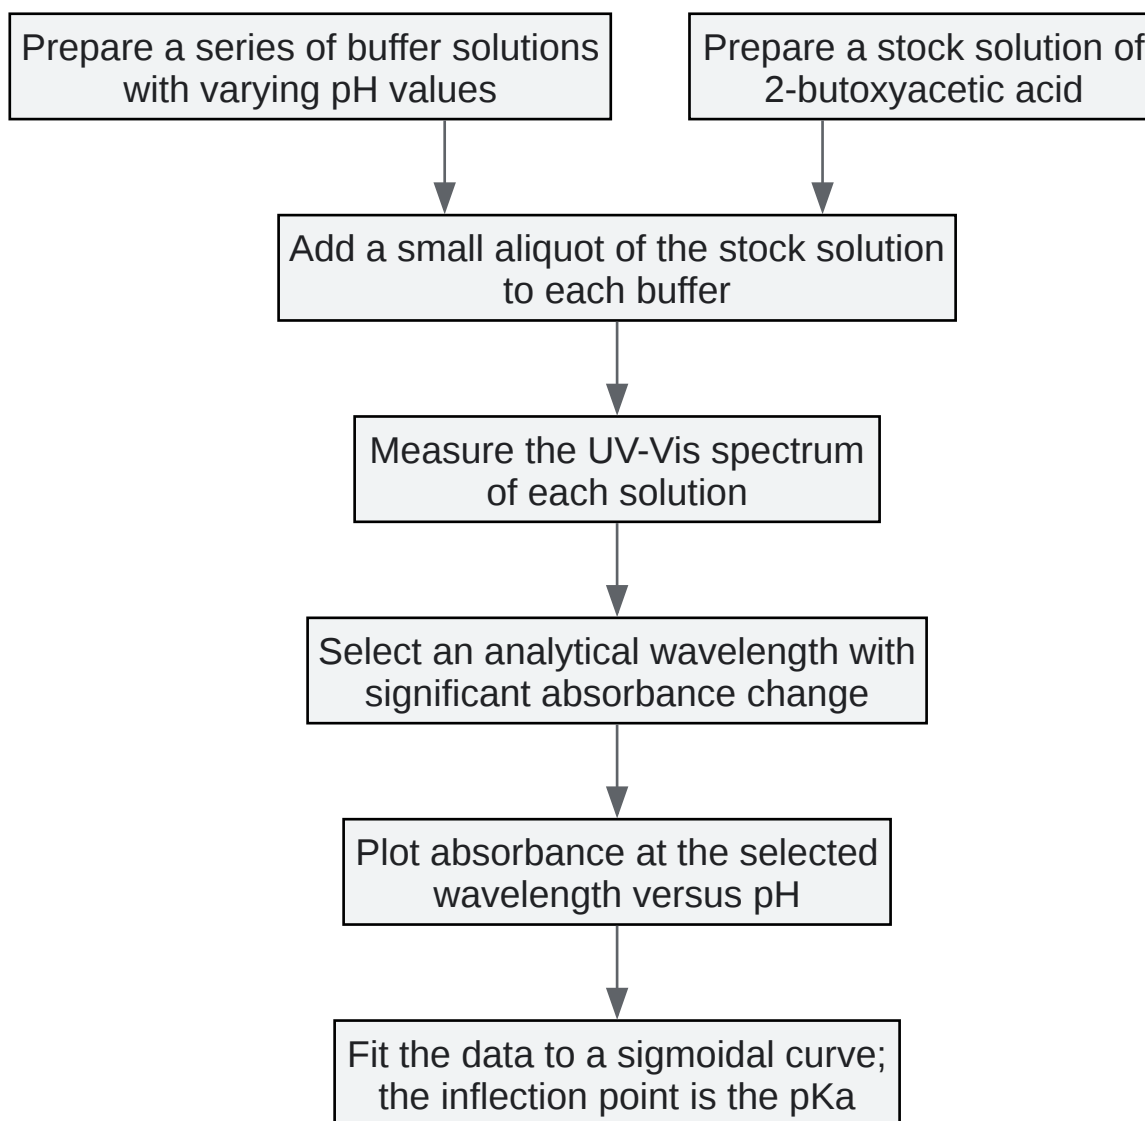 Prepare a series of buffer solutions
with varying pH values
Prepare a stock solution of
2-butoxyacetic acid
Add a small aliquot of the stock solution
to each buffer
Measure the UV-Vis spectrum
of each solution
Select an analytical wavelength with
significant absorbance change
Plot absorbance at the selected
wavelength versus pH
Fit the data to a sigmoidal curve;
the inflection point is the pKa